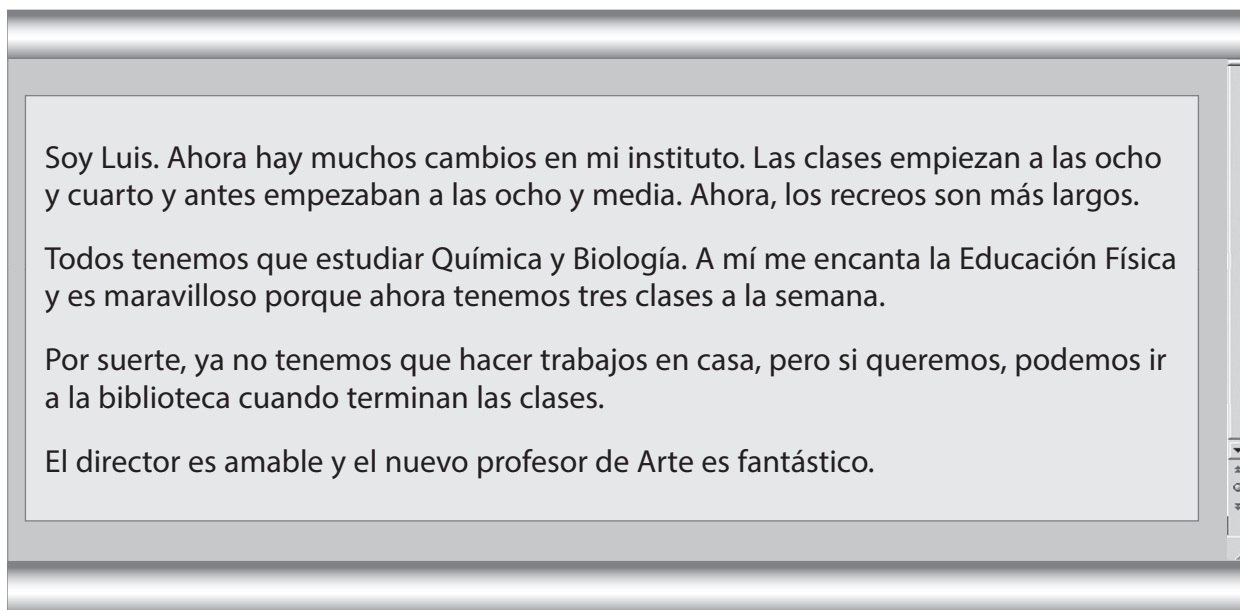 Soy Luis. Ahora hay muchos cambios en mi instituto. Las clases empiezan a las ocho
y cuarto y antes empezaban a las ocho y media. Ahora, los recreos son más largos.
Todos tenemos que estudiar Química y Biología. A mí me encanta la Educación Física
y es maravilloso porque ahora tenemos tres clases a la semana.
Por suerte, ya no tenemos que hacer trabajos en casa, pero si queremos, podemos ir
a la biblioteca cuando terminan las clases.
El director es amable y el nuevo profesor de Arte es fantástico.